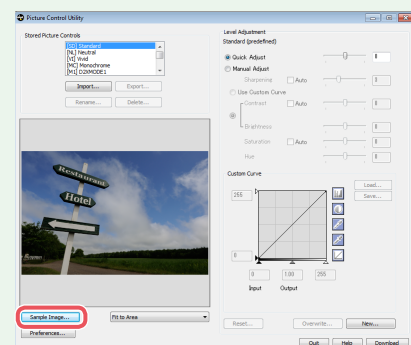 Picture Control Utility
Stored Picture Controls
[SD] Standard
[NL] Neutral
[VI] Vivid
[MC] Monochrome
[M1] D2XMODE1
Import...
Export...
Rename...
Delete...
Restaurant
Hotel
Sample Image...
Fit to Area
Preferences...
Level Adjustment
Standard (predefined)
Quick Adjust
Manual Adjust
Sharpening
Auto
Use Custom Curve
Contrast
Auto
Brightness
Saturation
Auto
Hue
Custom Curve
Load...
Save...
255
0
0
1.00
255
Input
Output
Reset...
Overwrite...
New...
Quit
Help
Download